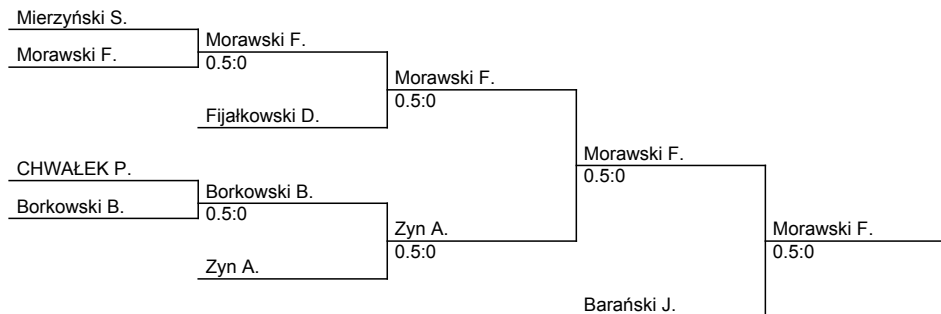 Mierzyński S.
Morawski F.
Morawski F.
0.5:0
Morawski F.
0.5:0
Fijałkowski D.
Morawski F.
0.5:0
CHWAŁEK P.
Borkowski B.
Borkowski B.
0.5:0
Zyn A.
0.5:0
Zyn A.
Morawski F.
0.5:0
Barański J.